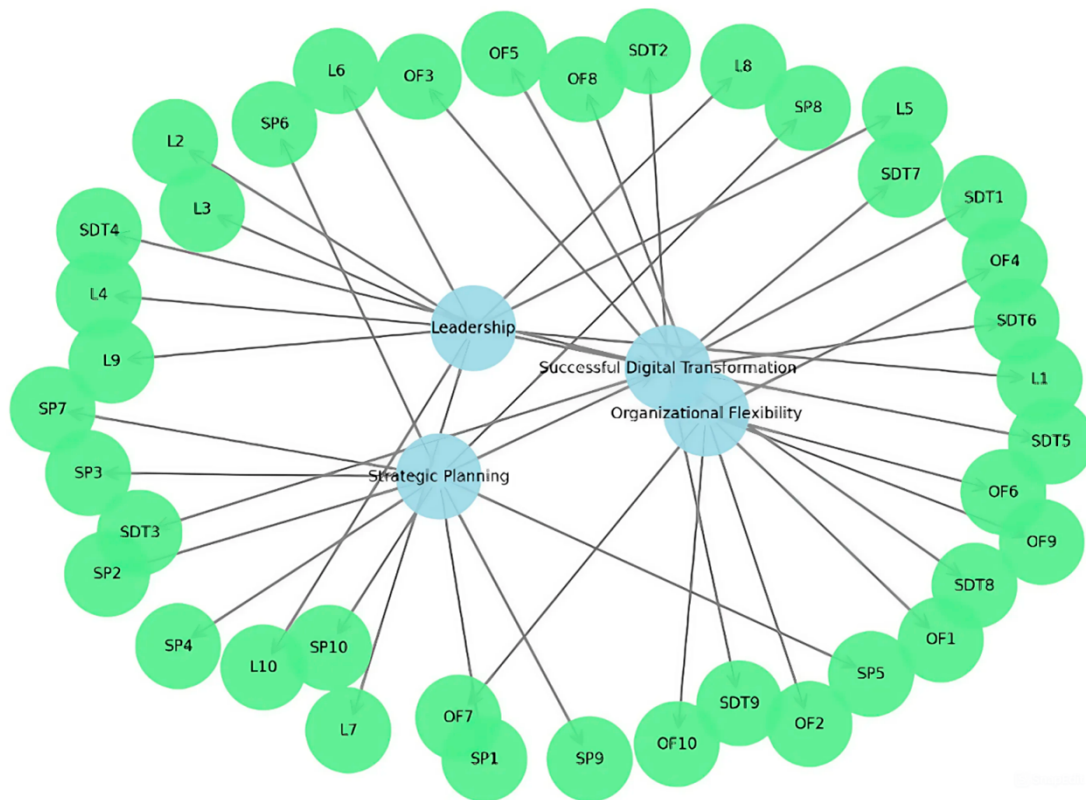 OF5
SDT2
L6
OF3
OF8
L8
SP8
L5
SP6
L2
SDT7
L3
SDT1
SDT4
OF4
L4
SDT6
Leadership
L9
Successful Digital Transformation
L1
SP7
Organizational Flexibility
SDT5
SP3
Strategic Planning
OF6
SDT3
OF9
SP2
SDT8
OF1
SP4
SP10
L10
SP5
SDT9
OF7
OF2
L7
OF10
SP1
SP9